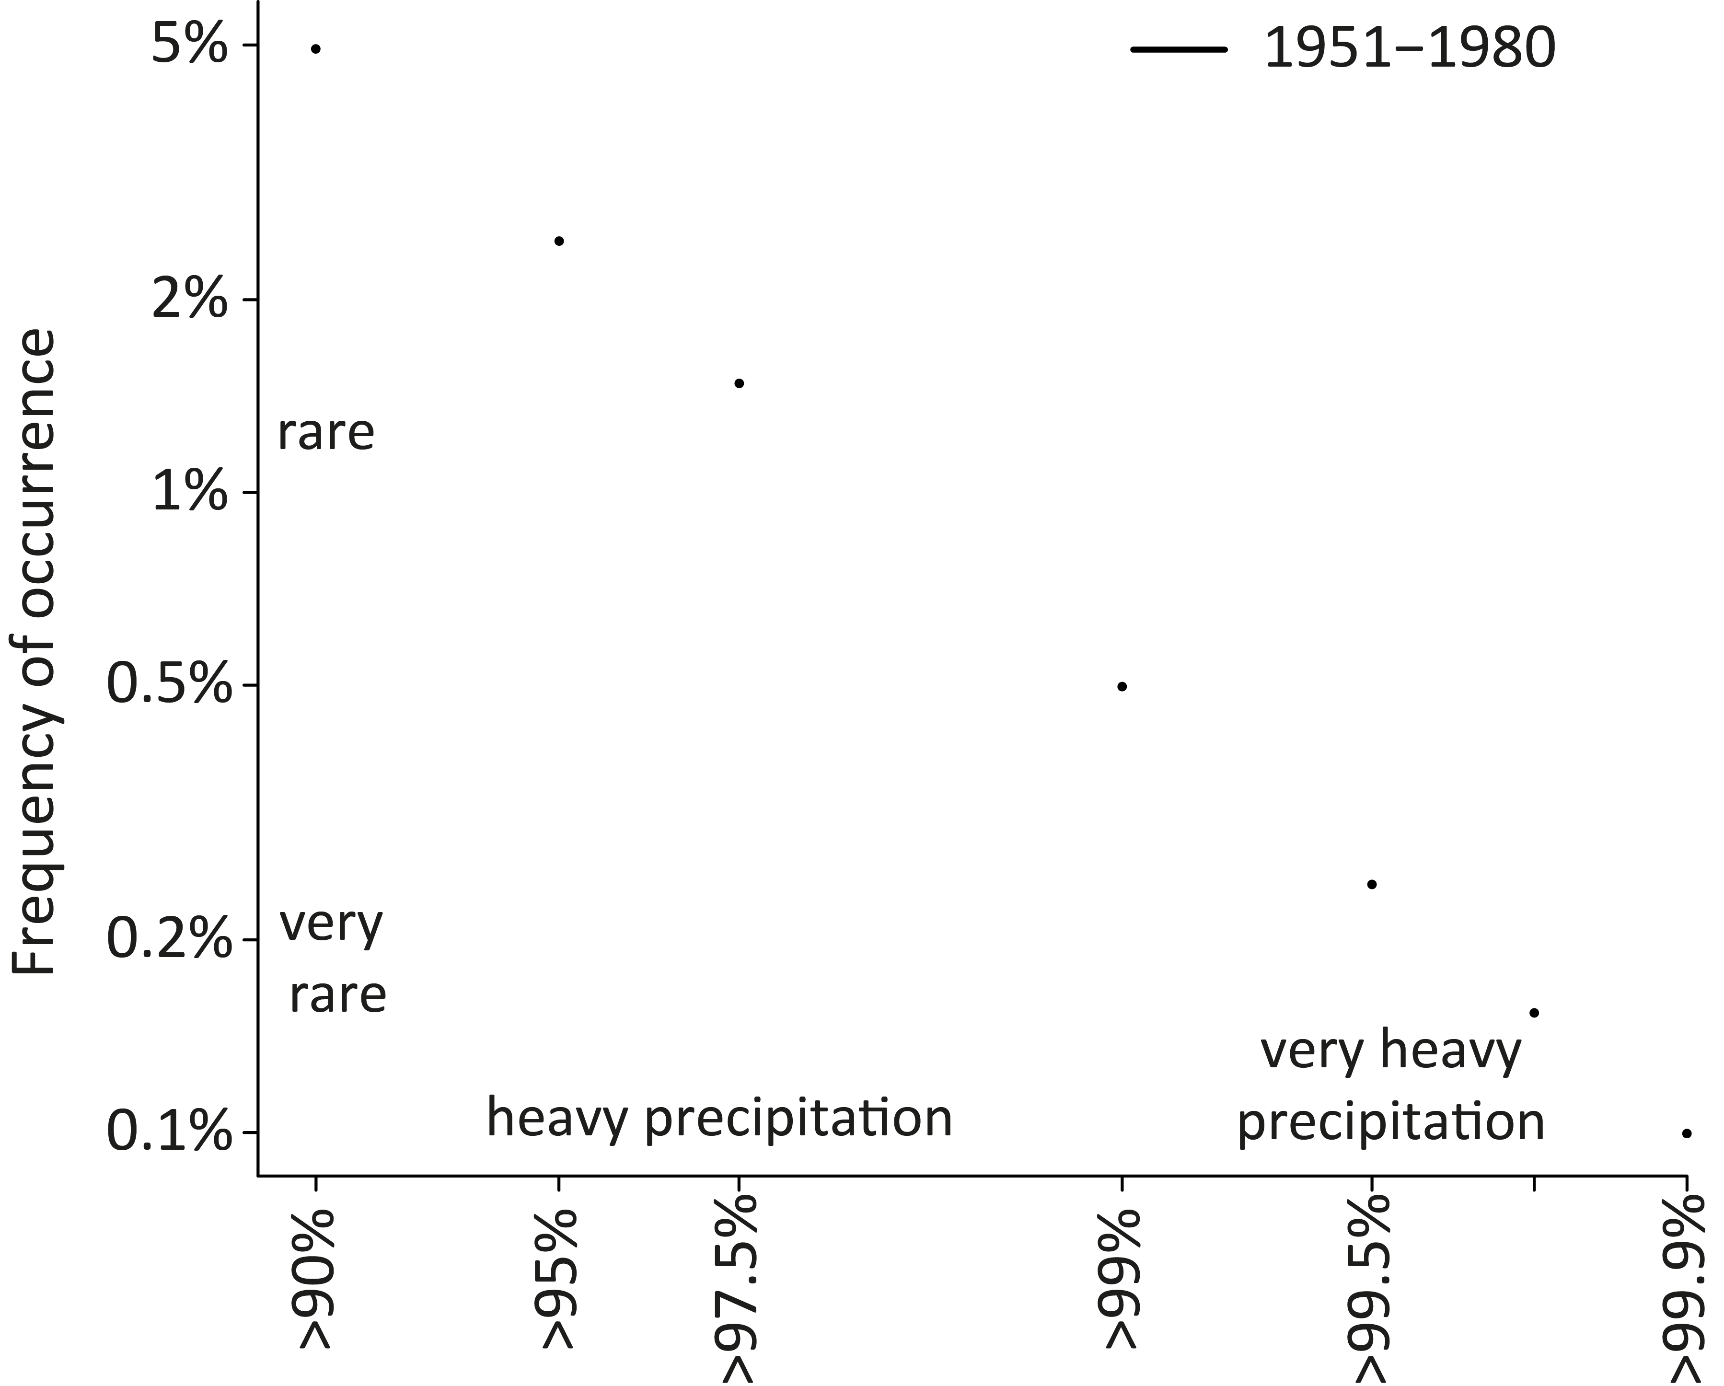 5%
1951–1980
2%
rare
1%
Frequency of occurrence
0.5%
very
rare
0.2%
very heavy
precipitation
heavy precipitation
0.1%
>90%
>95%
>97.5%
>99%
>99.5%
>99.9%